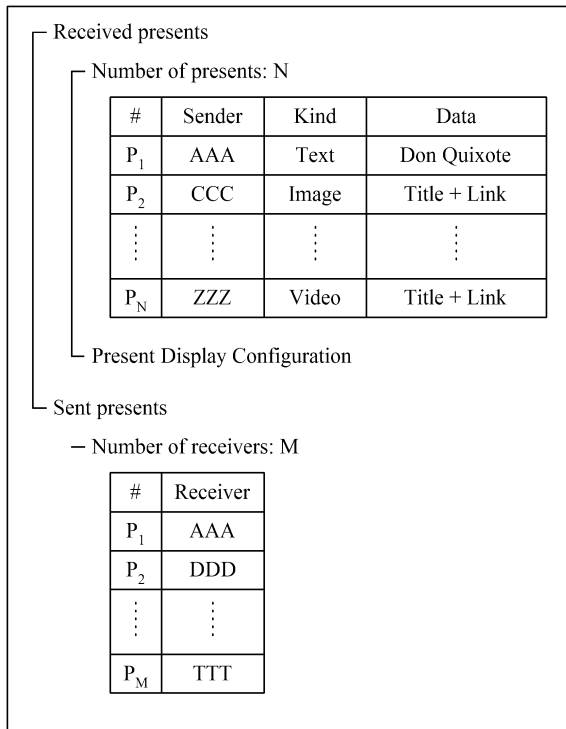 Received presents
Number of presents: N
# Sender Kind Data
P1 AAA Text Don Quixote
P2 CCC Image Title + Link
PN ZZZ Video Title + Link
Present Display Configuration
Sent presents
Number of receivers: M
# Receiver
P1 AAA
P2 DDD
PM TTT